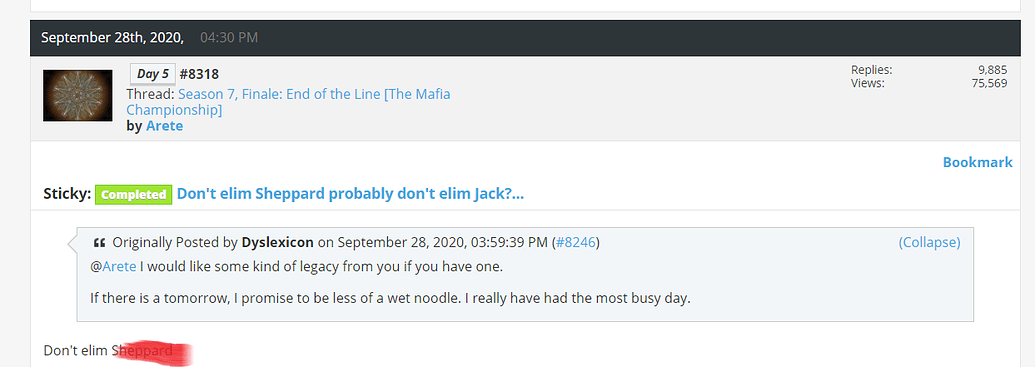 September 28th, 2020, 04:30 PM
Day 5 #8318
Thread: Season 7, Finale: End of the Line [The Mafia
Championship]
by Arete
Replies: 9,885
Views: 75,569
Bookmark
Sticky: Completed Don't elim Sheppard probably don't elim Jack?...
Originally Posted by Dyslexicon on September 28, 2020, 03:59:39 PM (#8246) (Collapse)
@Arete I would like some kind of legacy from you if you have one.
If there is a tomorrow, I promise to be less of a wet noodle. I really have had the most busy day.
Don't elim Sheppard